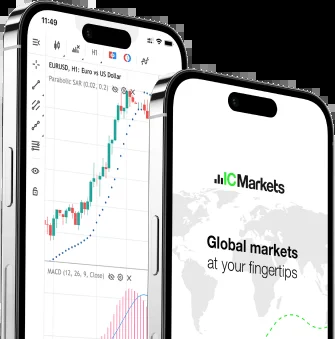 11:49
H1
EURUSD, H1: Euro vs US Dollar
Parabolic SAR (0.02, 0.2)
MACD (12, 26, 9, Close)
ICMarkets
Global markets
at your fingertips